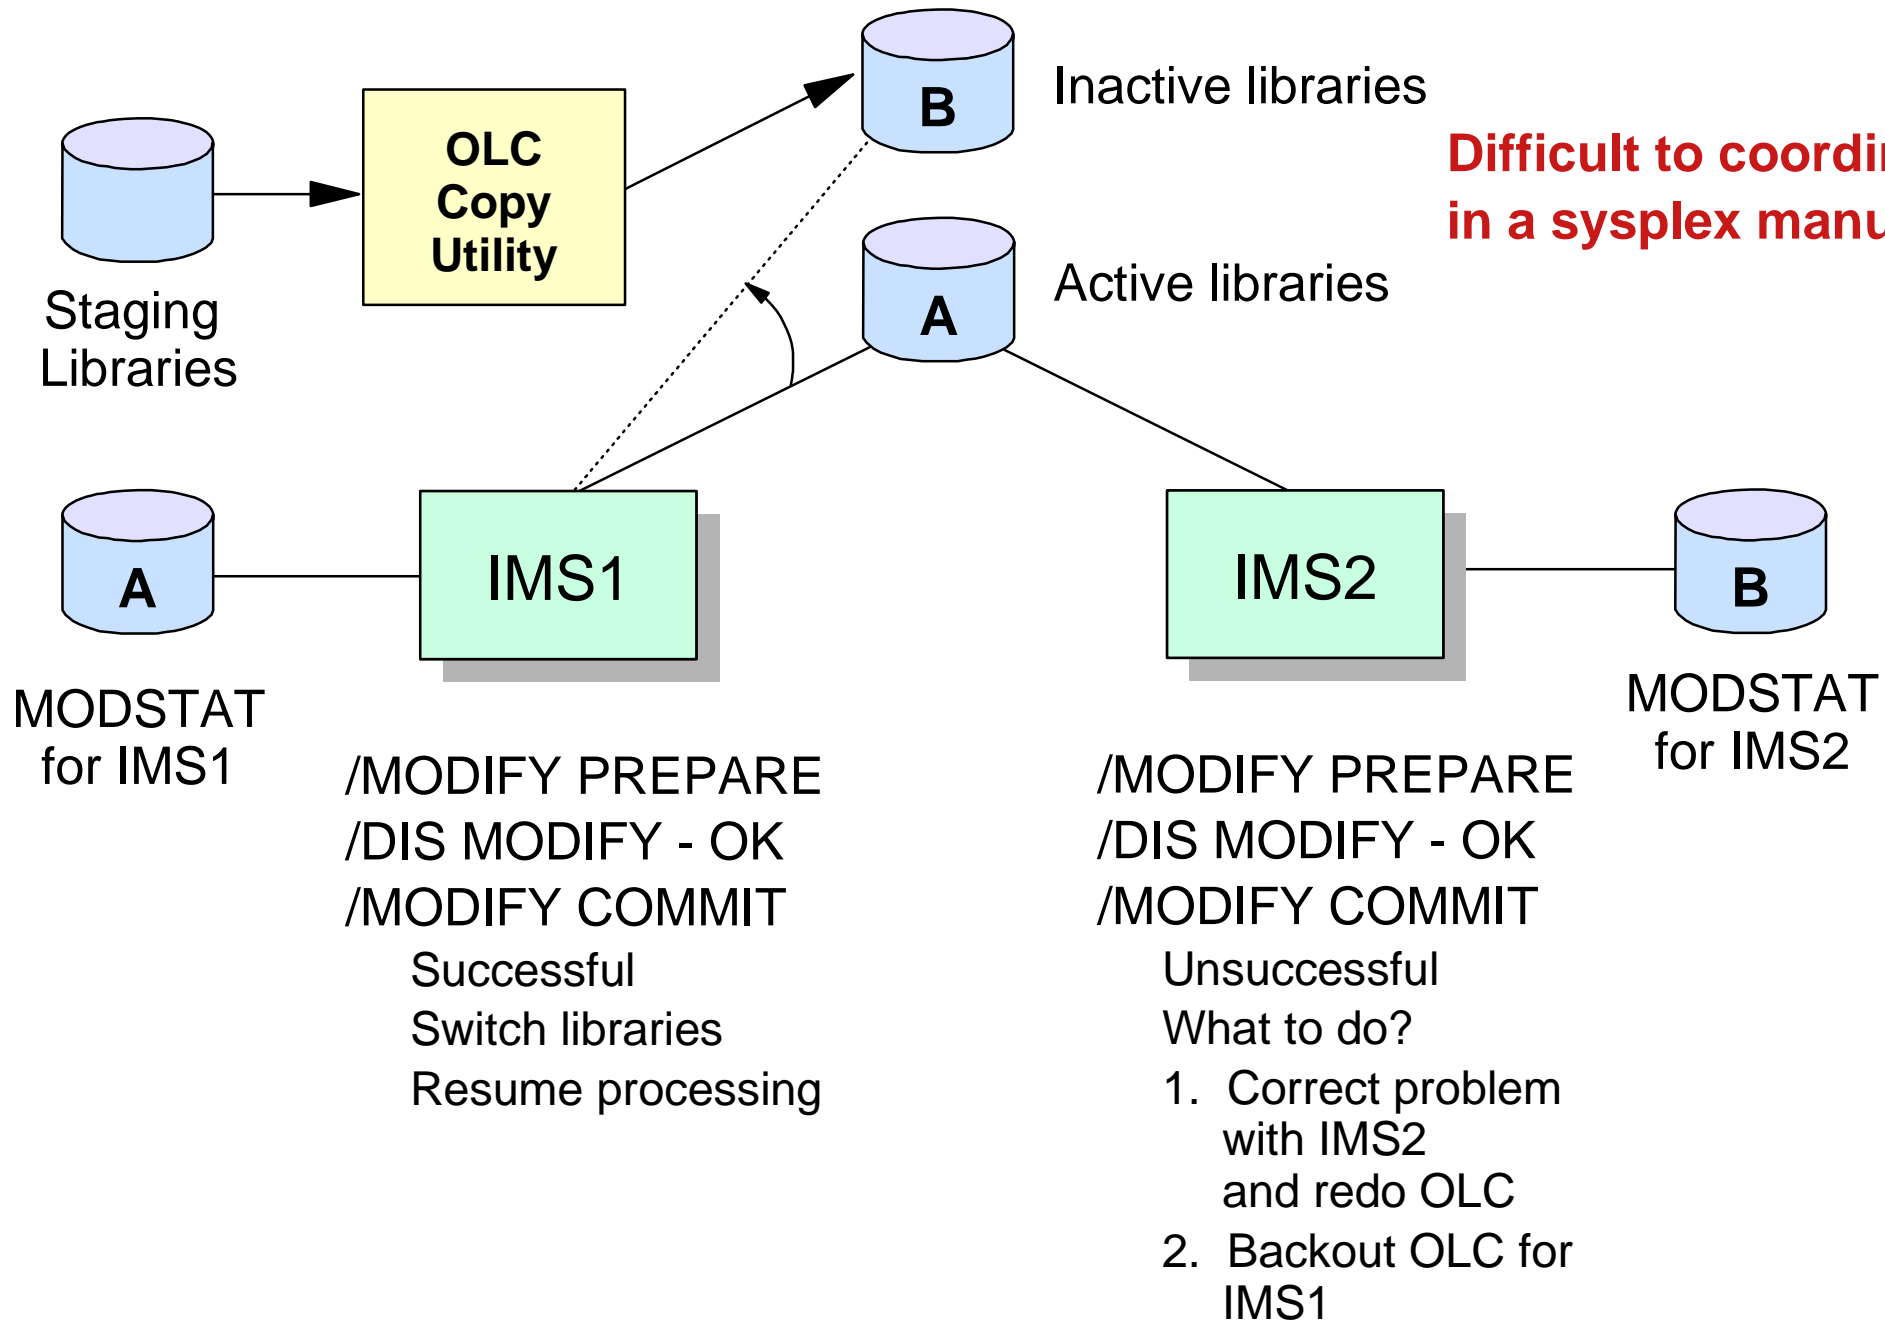 B
Inactive libraries
OLC
Copy
Utility
Difficult to
in a sysplex
Staging
Libraries
A
Active libraries
A
IMS1
IMS2
B
MODSTAT
for IMS1
MODSTAT
for IMS2
/MODIFY PREPARE
/DIS MODIFY - OK
/MODIFY COMMIT
Successful
Switch libraries
Resume processing
/MODIFY PREPARE
/DIS MODIFY - OK
/MODIFY COMMIT
Unsuccessful
What to do?
1. Correct problem
with IMS2
and redo OLC
2. Backout OLC for
IMS1